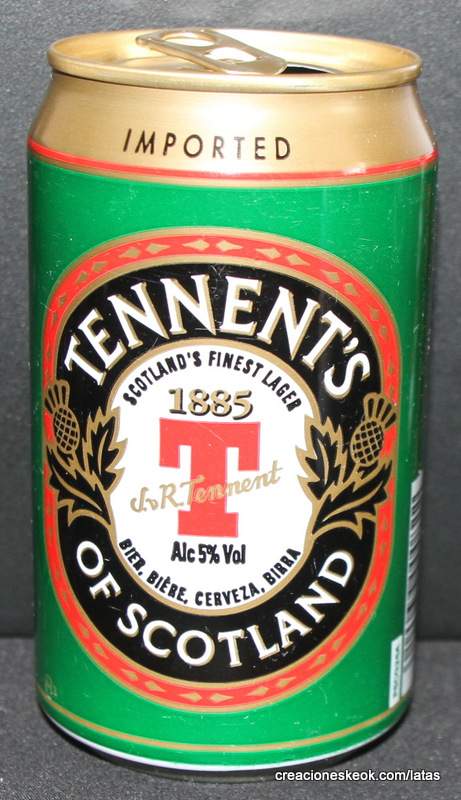 IMPORTED
TENNENT'S
SCOTLAND'S FINEST LAGER
1885
T
J. & R. Tennent
Alc 5% Vol
BIER, BIÈRE, CERVEZA, BIRRA
OF SCOTLAND
creacioneskeok.com/latas